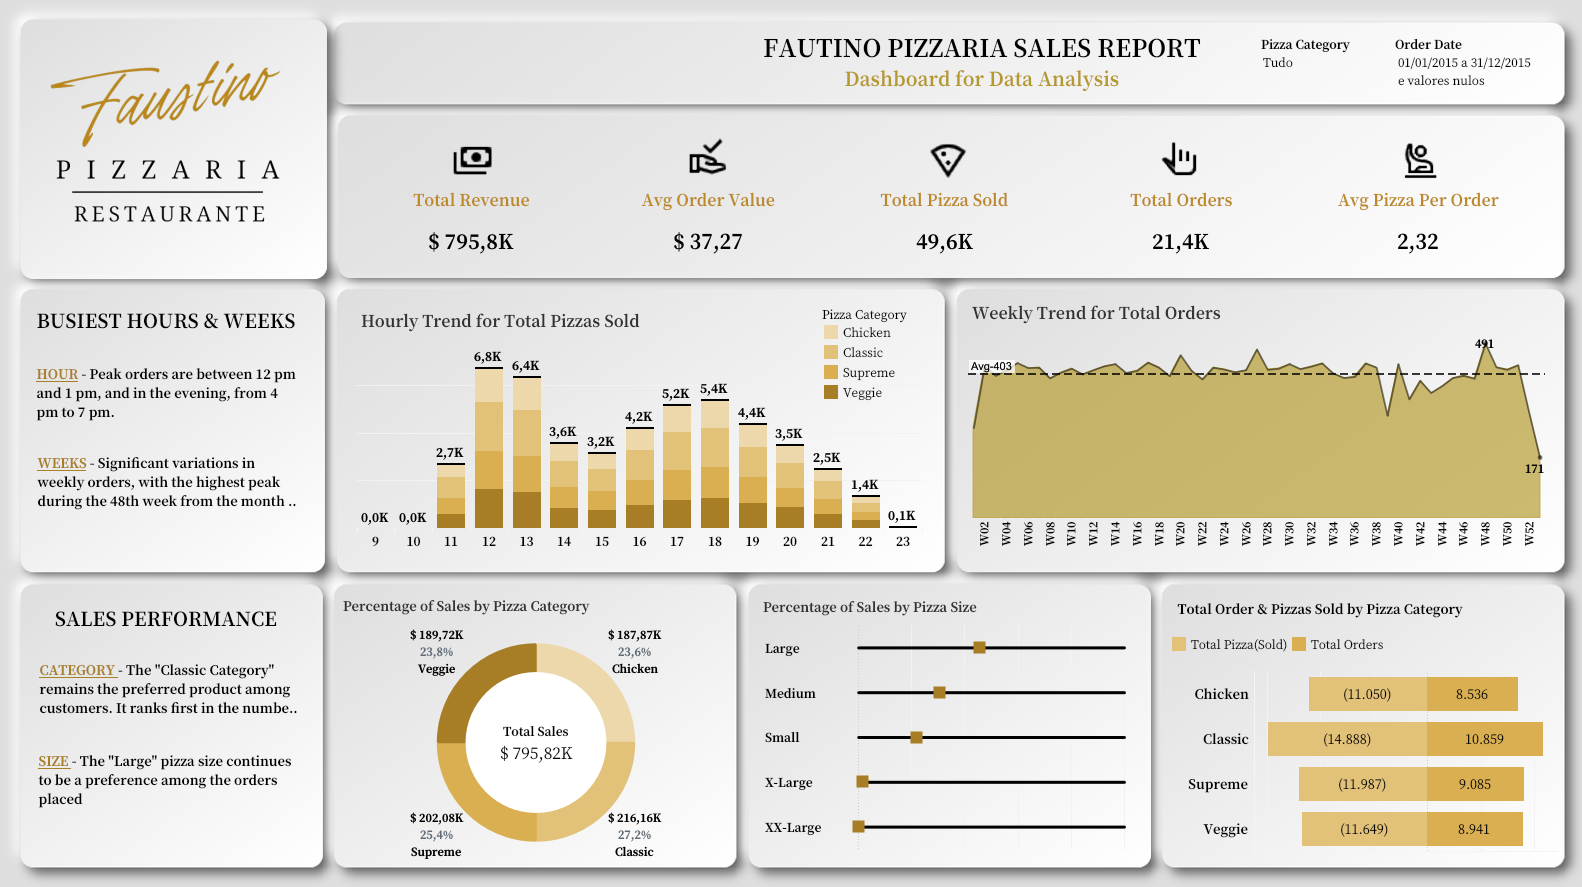 Faustino
PIZZARIA
RESTAURANTE
FAUTINO PIZZARIA SALES REPORT
Dashboard for Data Analysis
Pizza Category
Tudo
Order Date
01/01/2015 a 31/12/2015
e valores nulos
Total Revenue
$ 795,8K
Avg Order Value
$ 37,27
Total Pizza Sold
49,6K
Total Orders
21,4K
Avg Pizza Per Order
2,32
BUSIEST HOURS & WEEKS
HOUR - Peak orders are between 12 pm
and 1 pm, and in the evening, from 4
pm to 7 pm.
WEEKS - Significant variations in
weekly orders, with the highest peak
during the 48th week from the month ..
Hourly Trend for Total Pizzas Sold
Pizza Category
Chicken
Classic
Supreme
Veggie
0,0K 0,0K 2,7K 6,8K 6,4K 3,6K 3,2K 4,2K 5,2K 5,4K 4,4K 3,5K 2,5K 1,4K 0,1K
9 10 11 12 13 14 15 16 17 18 19 20 21 22 23
Weekly Trend for Total Orders
Avg-403
491
171
W02 W04 W06 W08 W10 W12 W14 W16 W18 W20 W22 W24 W26 W28 W30 W32 W34 W36 W38 W40 W42 W44 W46 W48 W50 W52
SALES PERFORMANCE
CATEGORY - The "Classic Category"
remains the preferred product among
customers. It ranks first in the numbe..
SIZE - The "Large" pizza size continues
to be a preference among the orders
placed
Percentage of Sales by Pizza Category
$ 189,72K
23,8%
Veggie
$ 187,87K
23,6%
Chicken
Total Sales
$ 795,82K
$ 202,08K
25,4%
Supreme
$ 216,16K
27,2%
Classic
Percentage of Sales by Pizza Size
Large
Medium
Small
X-Large
XX-Large
Total Order & Pizzas Sold by Pizza Category
Total Pizza(Sold) Total Orders
Chicken (11.050) 8.536
Classic (14.888) 10.859
Supreme (11.987) 9.085
Veggie (11.649) 8.941